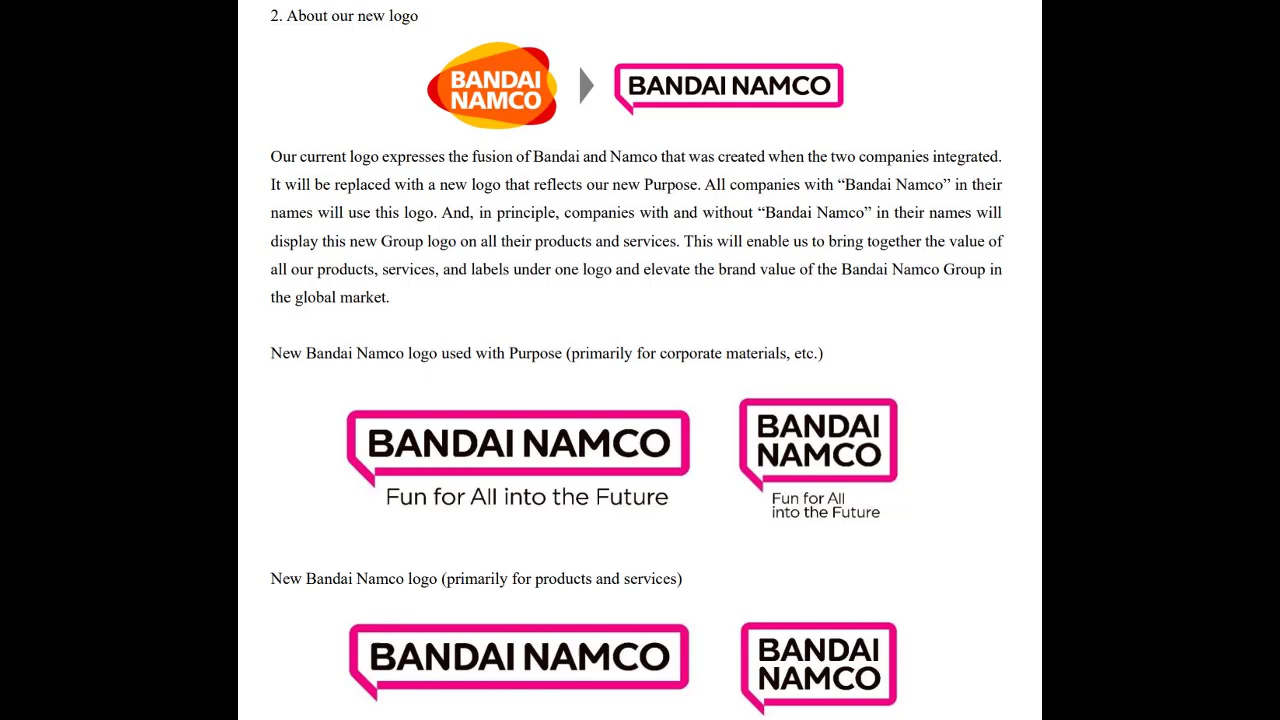 2. About our new logo
BANDAI
NAMCO
BANDAI NAMCO
Our current logo expresses the fusion of Bandai and Namco that was created when the two companies integrated.
It will be replaced with a new logo that reflects our new Purpose. All companies with “Bandai Namco” in their
names will use this logo. And, in principle, companies with and without “Bandai Namco” in their names will
display this new Group logo on all their products and services. This will enable us to bring together the value of
all our products, services, and labels under one logo and elevate the brand value of the Bandai Namco Group in
the global market.
New Bandai Namco logo used with Purpose (primarily for corporate materials, etc.)
BANDAI NAMCO
Fun for All into the Future
BANDAI
NAMCO
Fun for All
into the Future
New Bandai Namco logo (primarily for products and services)
BANDAI NAMCO
BANDAI
NAMCO